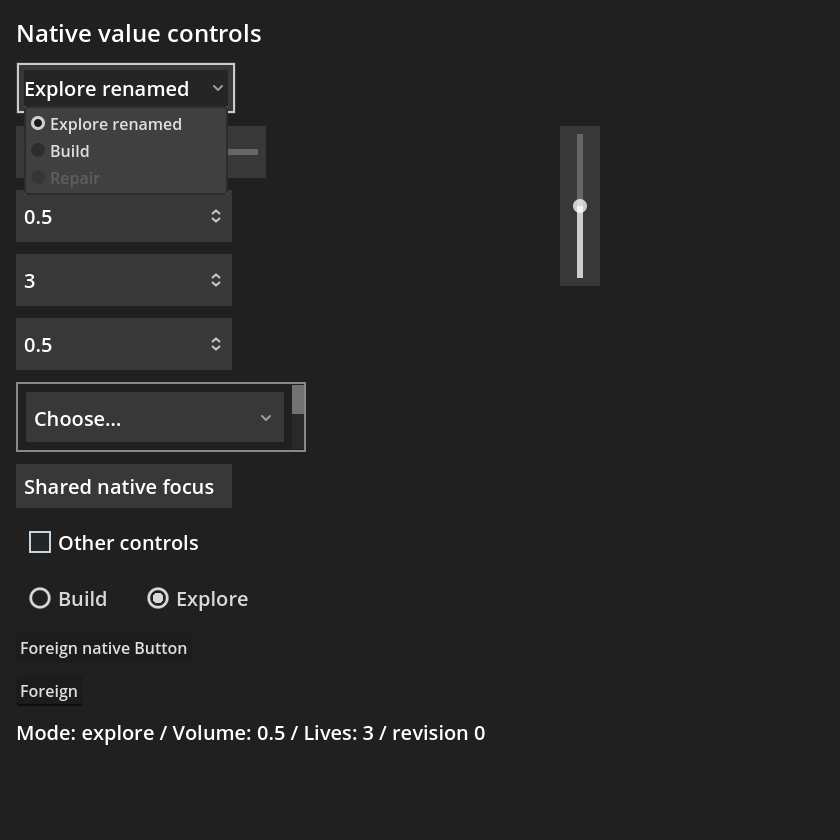 Native value controls
Explore renamed
Explore renamed
Build
Repair
0.5
3
0.5
Choose...
Shared native focus
Other controls
Build Explore
Foreign native Button
Foreign
Mode: explore / Volume: 0.5 / Lives: 3 / revision 0